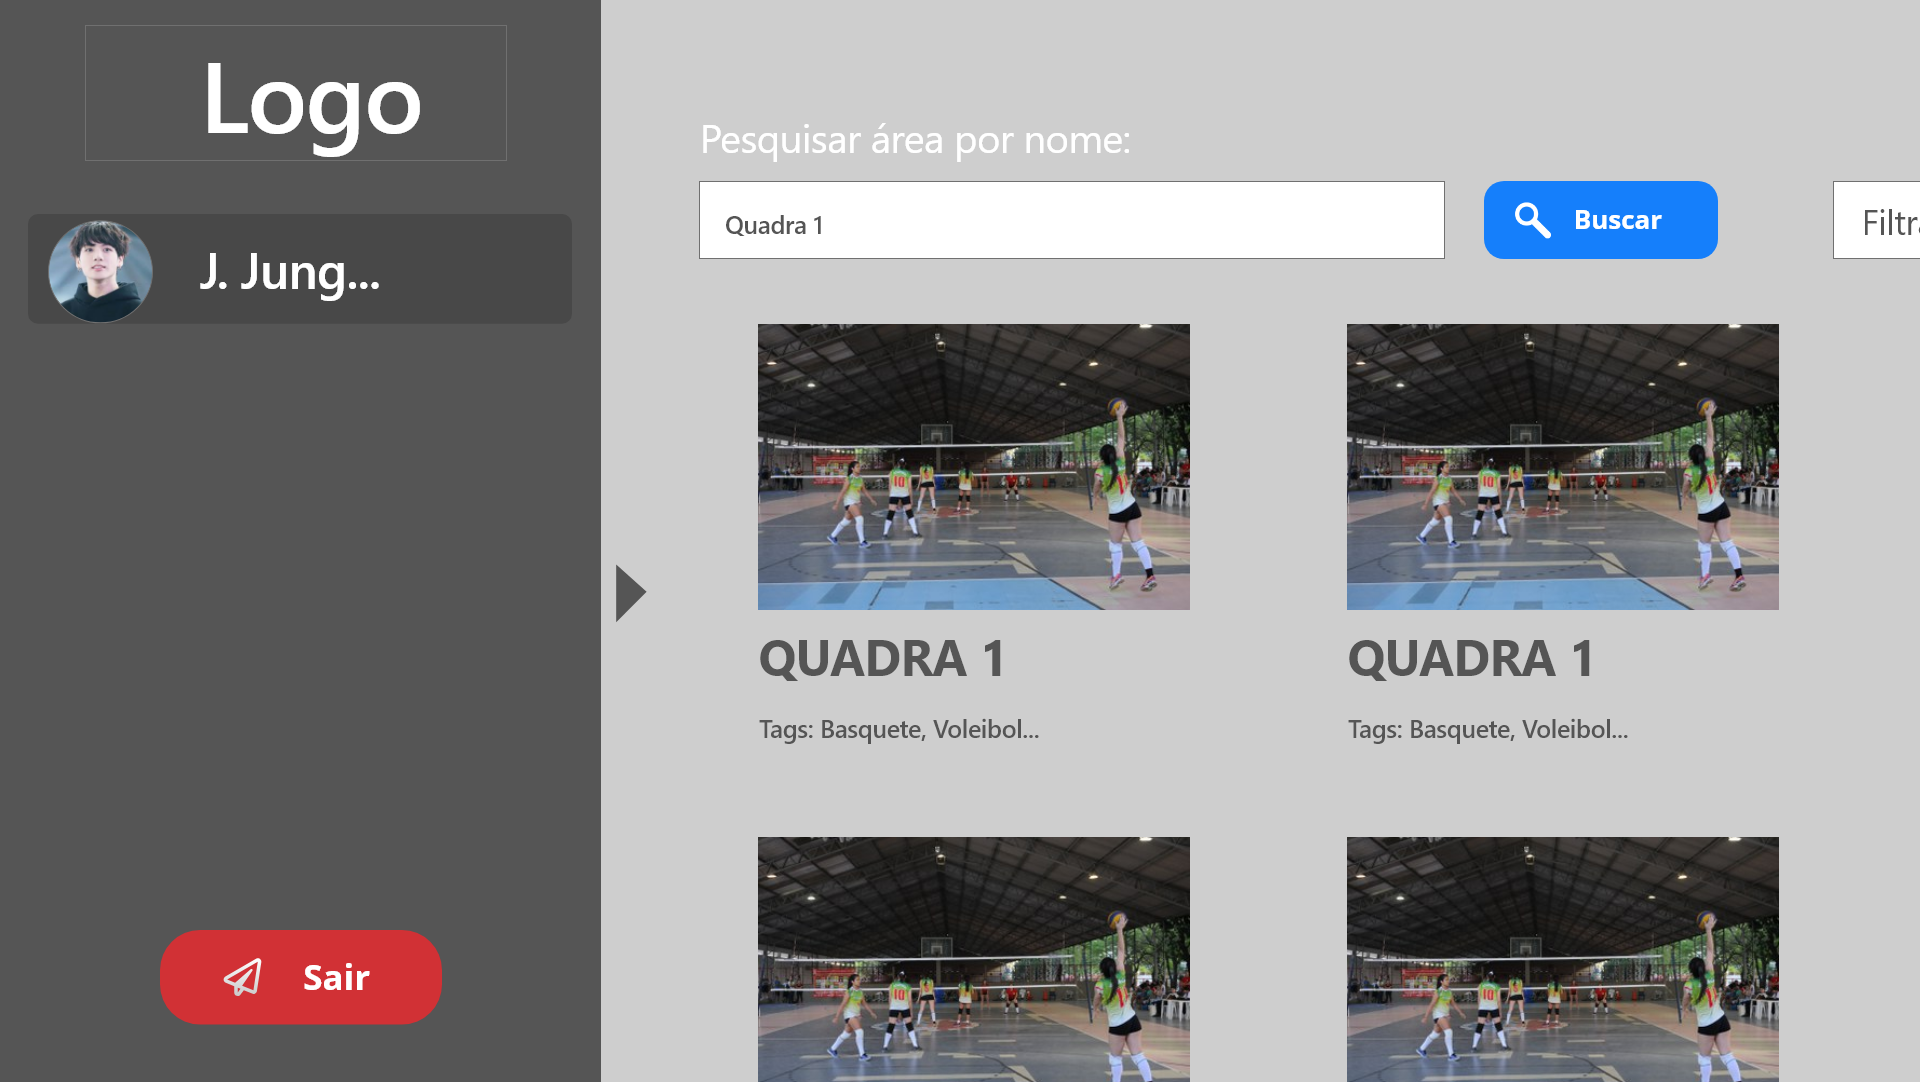 Logo
J. Jung...
Sair
Pesquisar área por nome:
Quadra 1
Buscar
Filtra
QUADRA 1
Tags: Basquete, Voleibol...
QUADRA 1
Tags: Basquete, Voleibol...